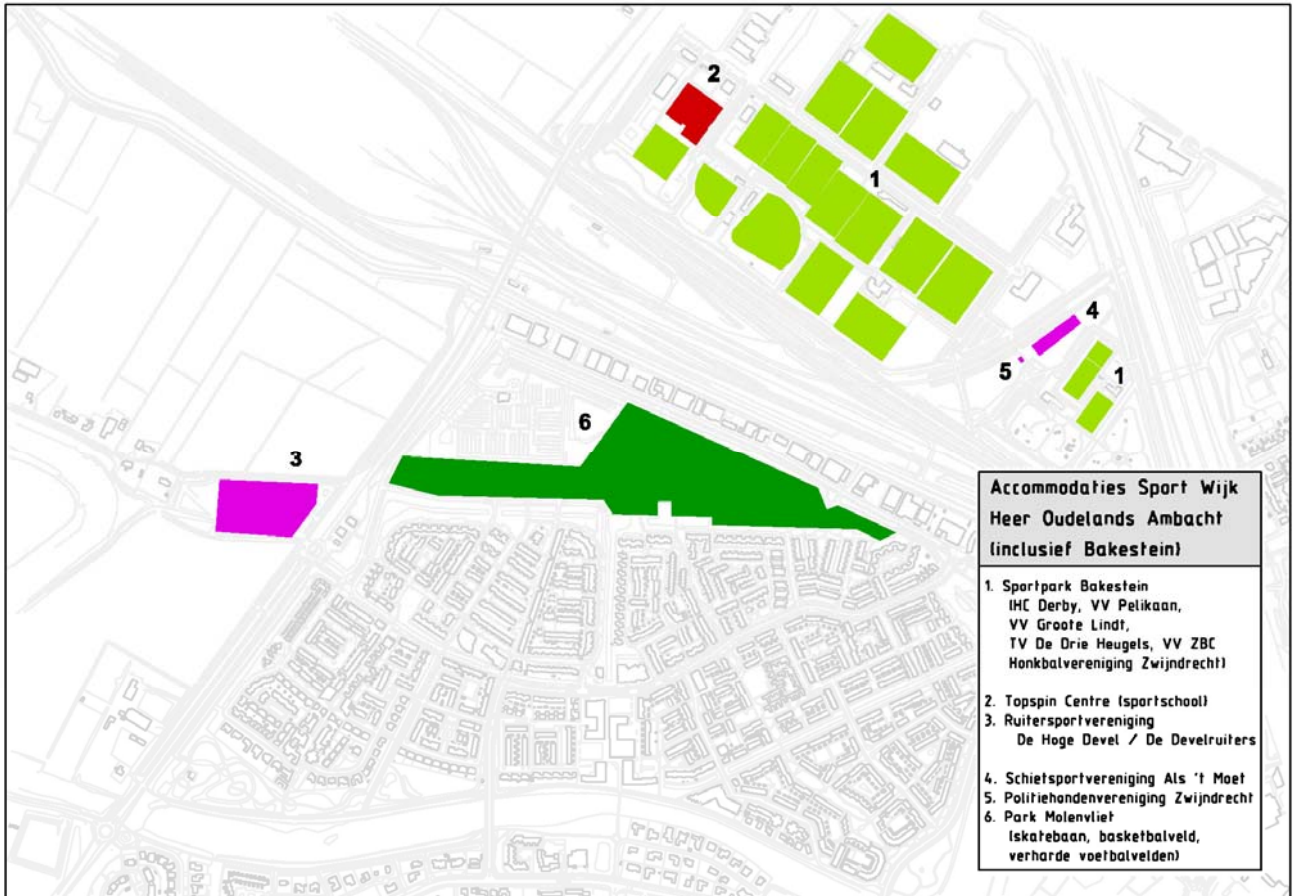 2
1
4
5
1
6
3
Accommodaties Sport Wijk
Heer Oudelands Ambacht
(inclusief Bakestein)
1. Sportpark Bakestein
(HC Derby, VV Pelikaan,
VV Groote Lindt,
TV De Drie Heugels, VV ZBC
Honkbalvereniging Zwijndrecht)
2. Topspin Centre (sportschool)
3. Ruitersportvereniging
De Hoge Devel / De Develruiters
4. Schietsportvereniging Als 't Moet
5. Politiehondenvereniging Zwijndrecht
6. Park Molenvliet
(skatebaan, basketbalveld,
verharde voetbalvelden)